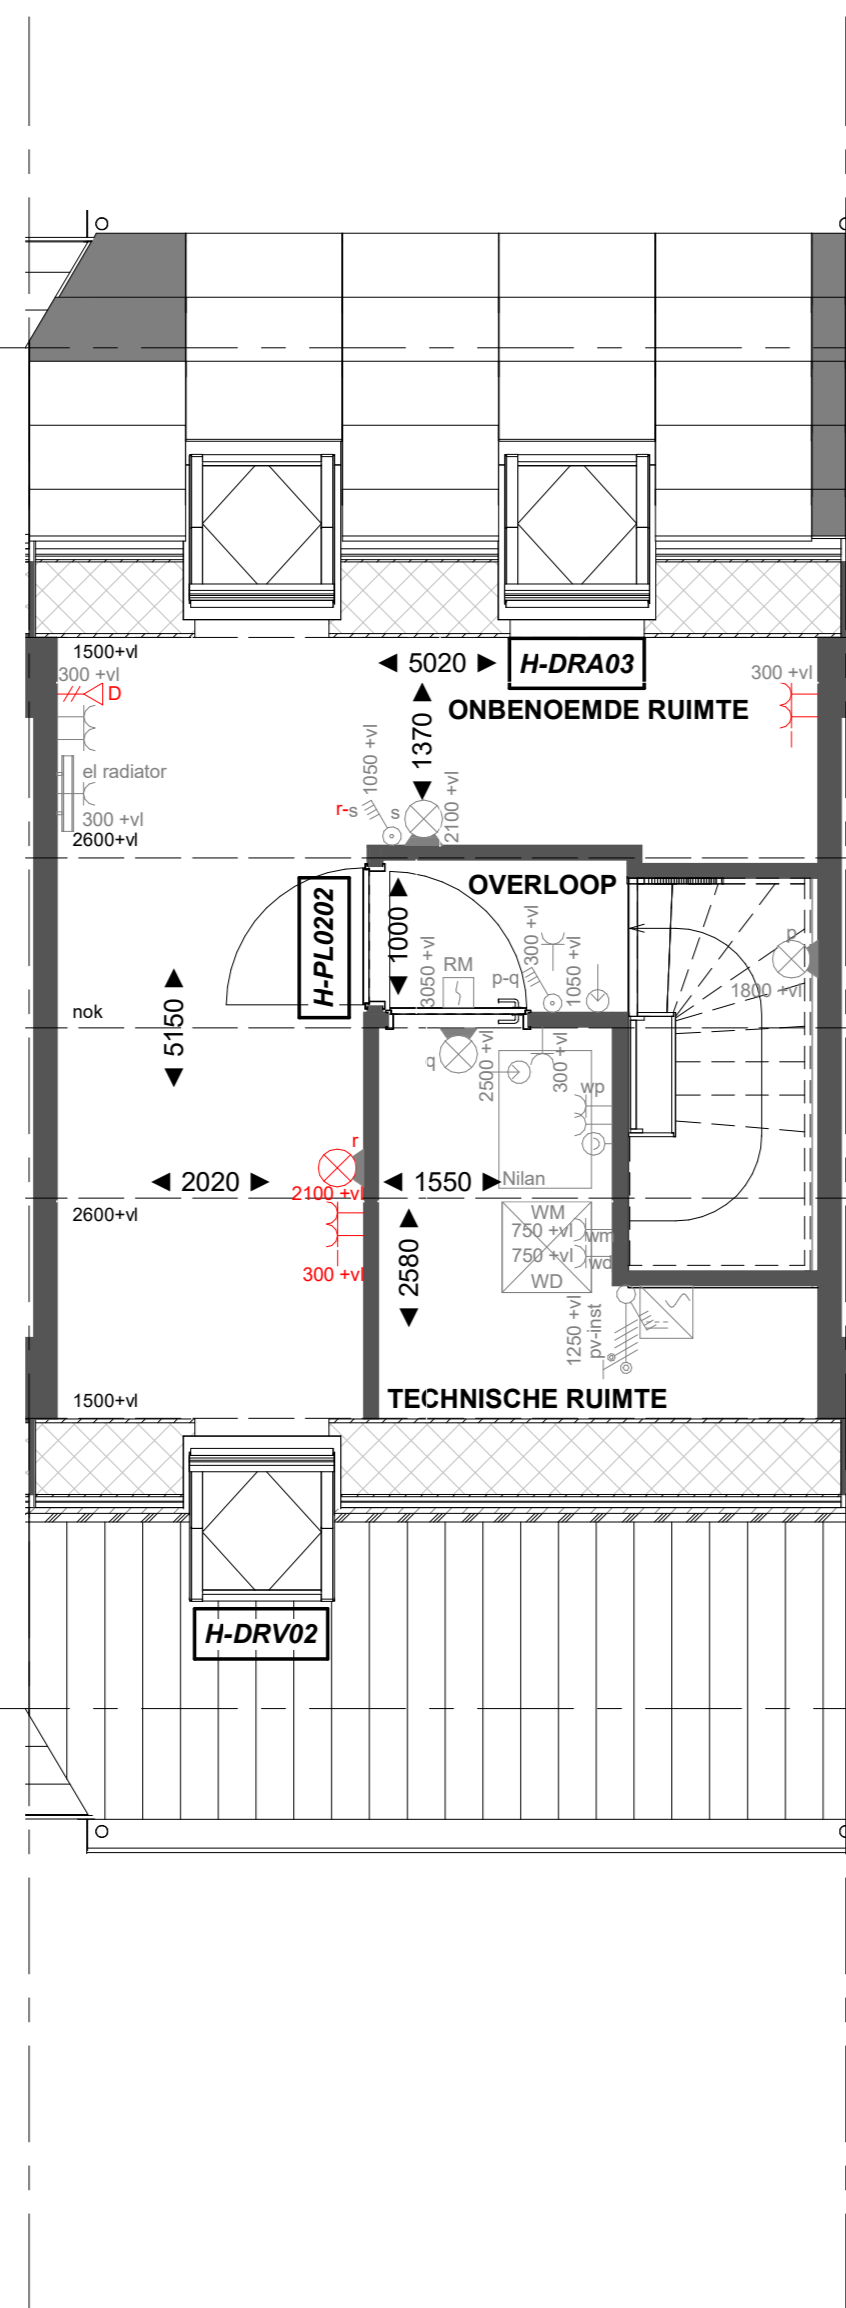 1500+vl
5020
H-DRA03
300 +vl
D
300 +vl
ONBENOEMDE RUIMTE
1370
1050 +vl
el radiator
300 +vl
r-s
s
2100 +vl
2600+vl
OVERLOOP
H-PL0202
1000
3050 +vl
RM
p-q
300 +vl
1050 +vl
p
1800 +vl
nok
5150
q
2500 +vl
300 +vl
wp
r
2020
2100 +vl
1550
Nilan
2600+vl
WM
750 +vl
wm
750 +vl
wd
WD
300 +vl
2580
1250 +vl
pv-inst
1500+vl
TECHNISCHE RUIMTE
H-DRV02